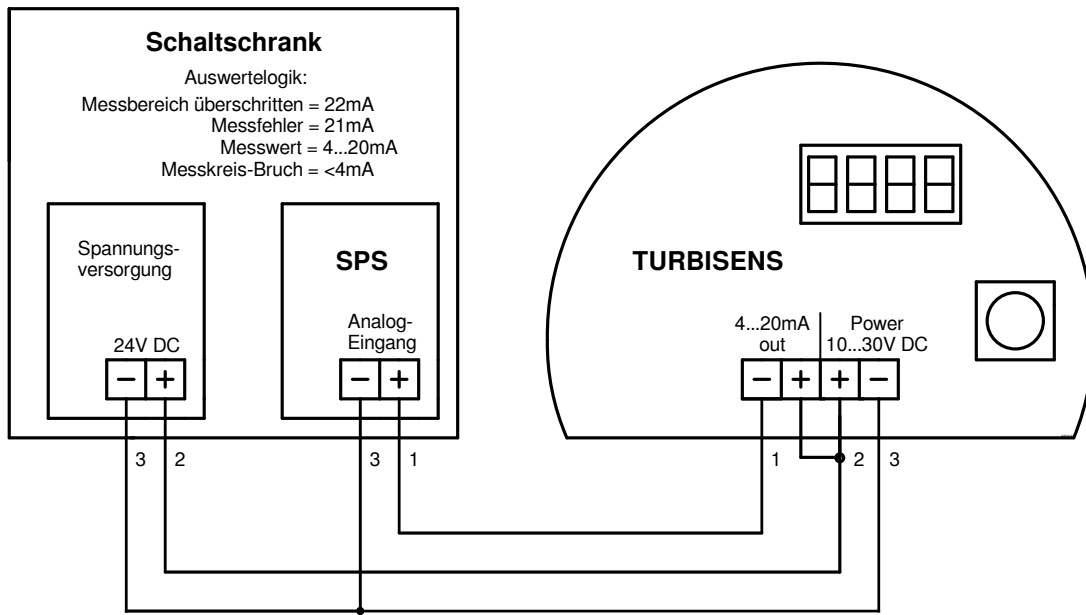 Schaltschrank
Auswertelogik:
Messbereich überschritten = 22mA
Messfehler = 21mA
Messwert = 4...20mA
Messkreis-Bruch = <4mA
Spannungs-
versorgung
24V DC
− +
SPS
Analog-
Eingang
− +
TURBISENS
4...20mA
out
Power
10...30V DC
− + + −
3 2
3 1
1 2 3